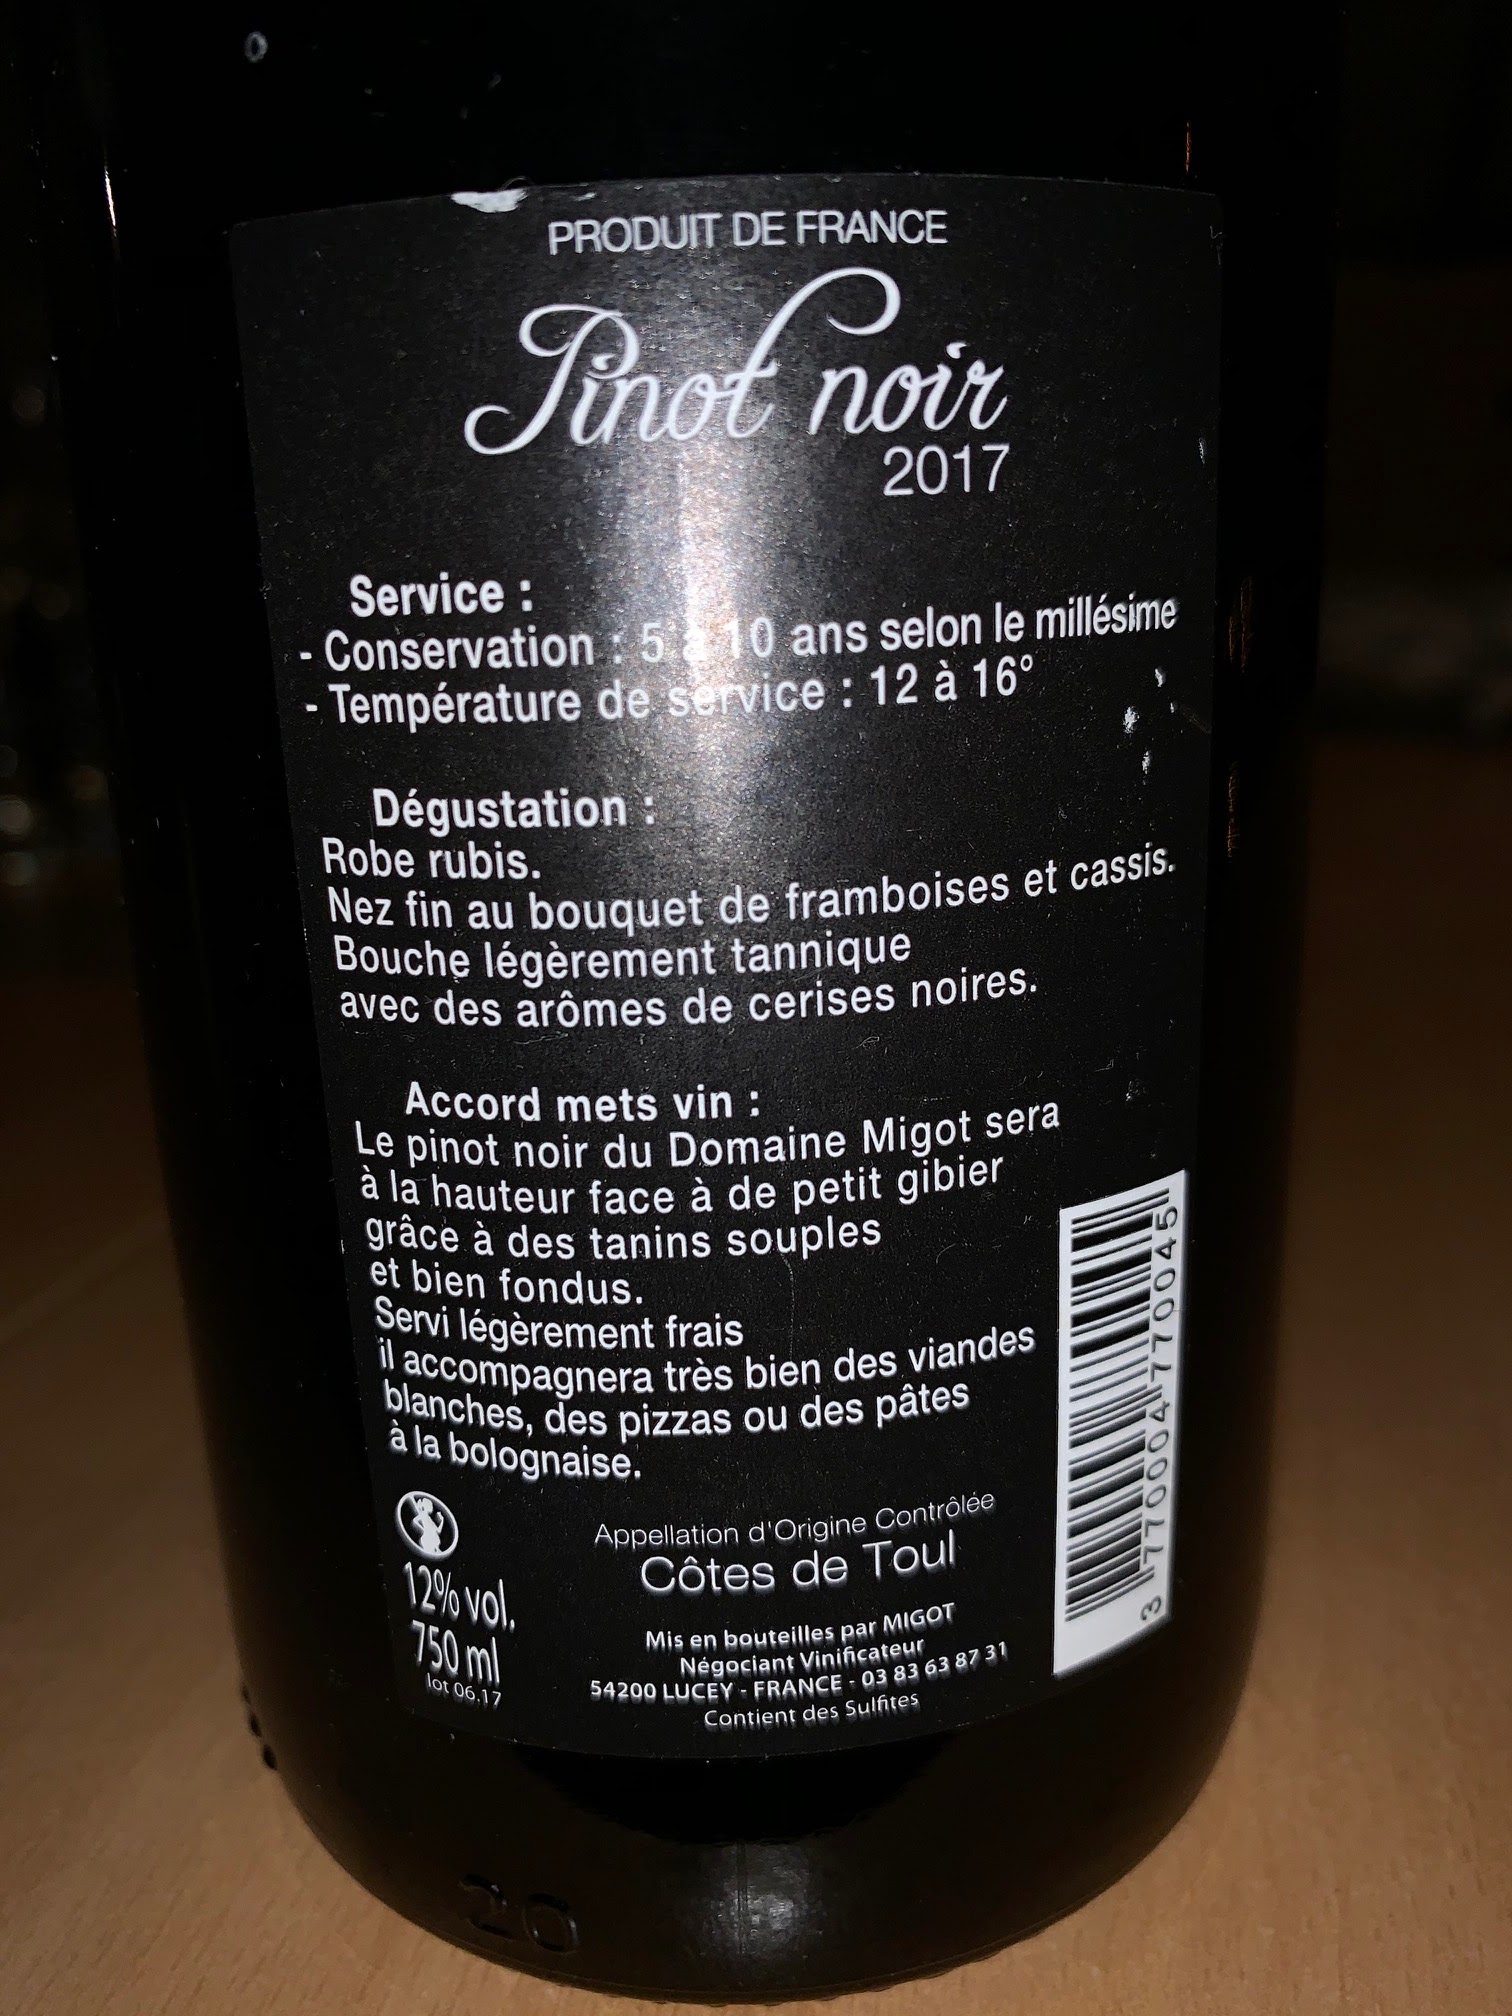 PRODUIT DE FRANCE
Pinot noir
2017
Service :
- Conservation : 5 à 10 ans selon le millésime
- Température de service : 12 à 16°
Dégustation :
Robe rubis.
Nez fin au bouquet de framboises et cassis.
Bouche légèrement tannique
avec des arômes de cerises noires.
Accord mets vin :
Le pinot noir du Domaine Migot sera
à la hauteur face à de petit gibier
grâce à des tanins souples
et bien fondus.
Servi légèrement frais
il accompagnera très bien des viandes
blanches, des pizzas ou des pâtes
à la bolognaise.
12% vol.
750 ml
lot 06.17
Appellation d'Origine Contrôlée
Côtes de Toul
Mis en bouteilles par MIGOT
Négociant Vinificateur
54200 LUCEY - FRANCE - 03 83 63 87 31
Contient des Sulfites
3 770004 770045
20